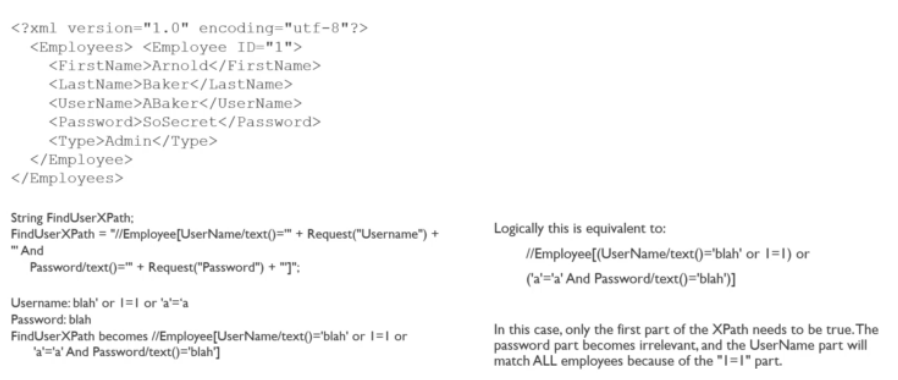 <?xml version="1.0" encoding="utf-8"?>
<Employees> <Employee ID="1">
<FirstName>Arnold</FirstName>
<LastName>Baker</LastName>
<UserName>ABaker</UserName>
<Password>SoSecret</Password>
<Type>Admin</Type>
</Employee>
</Employees>
String FindUserXPath;
FindUserXPath = "//Employee[UserName/text()='" + Request("Username") +
"' And
Password/text()='" + Request("Password") + "']";
Username: blah' or 1=1 or 'a'='a
Password: blah
FindUserXPath becomes //Employee[UserName/text()='blah' or 1=1 or
'a'='a' And Password/text()='blah']
Logically this is equivalent to:
//Employee[(UserName/text()='blah' or 1=1) or
('a'='a' And Password/text()='blah')]
In this case, only the first part of the XPath needs to be true. The
password part becomes irrelevant, and the UserName part will
match ALL employees because of the "1=1" part.